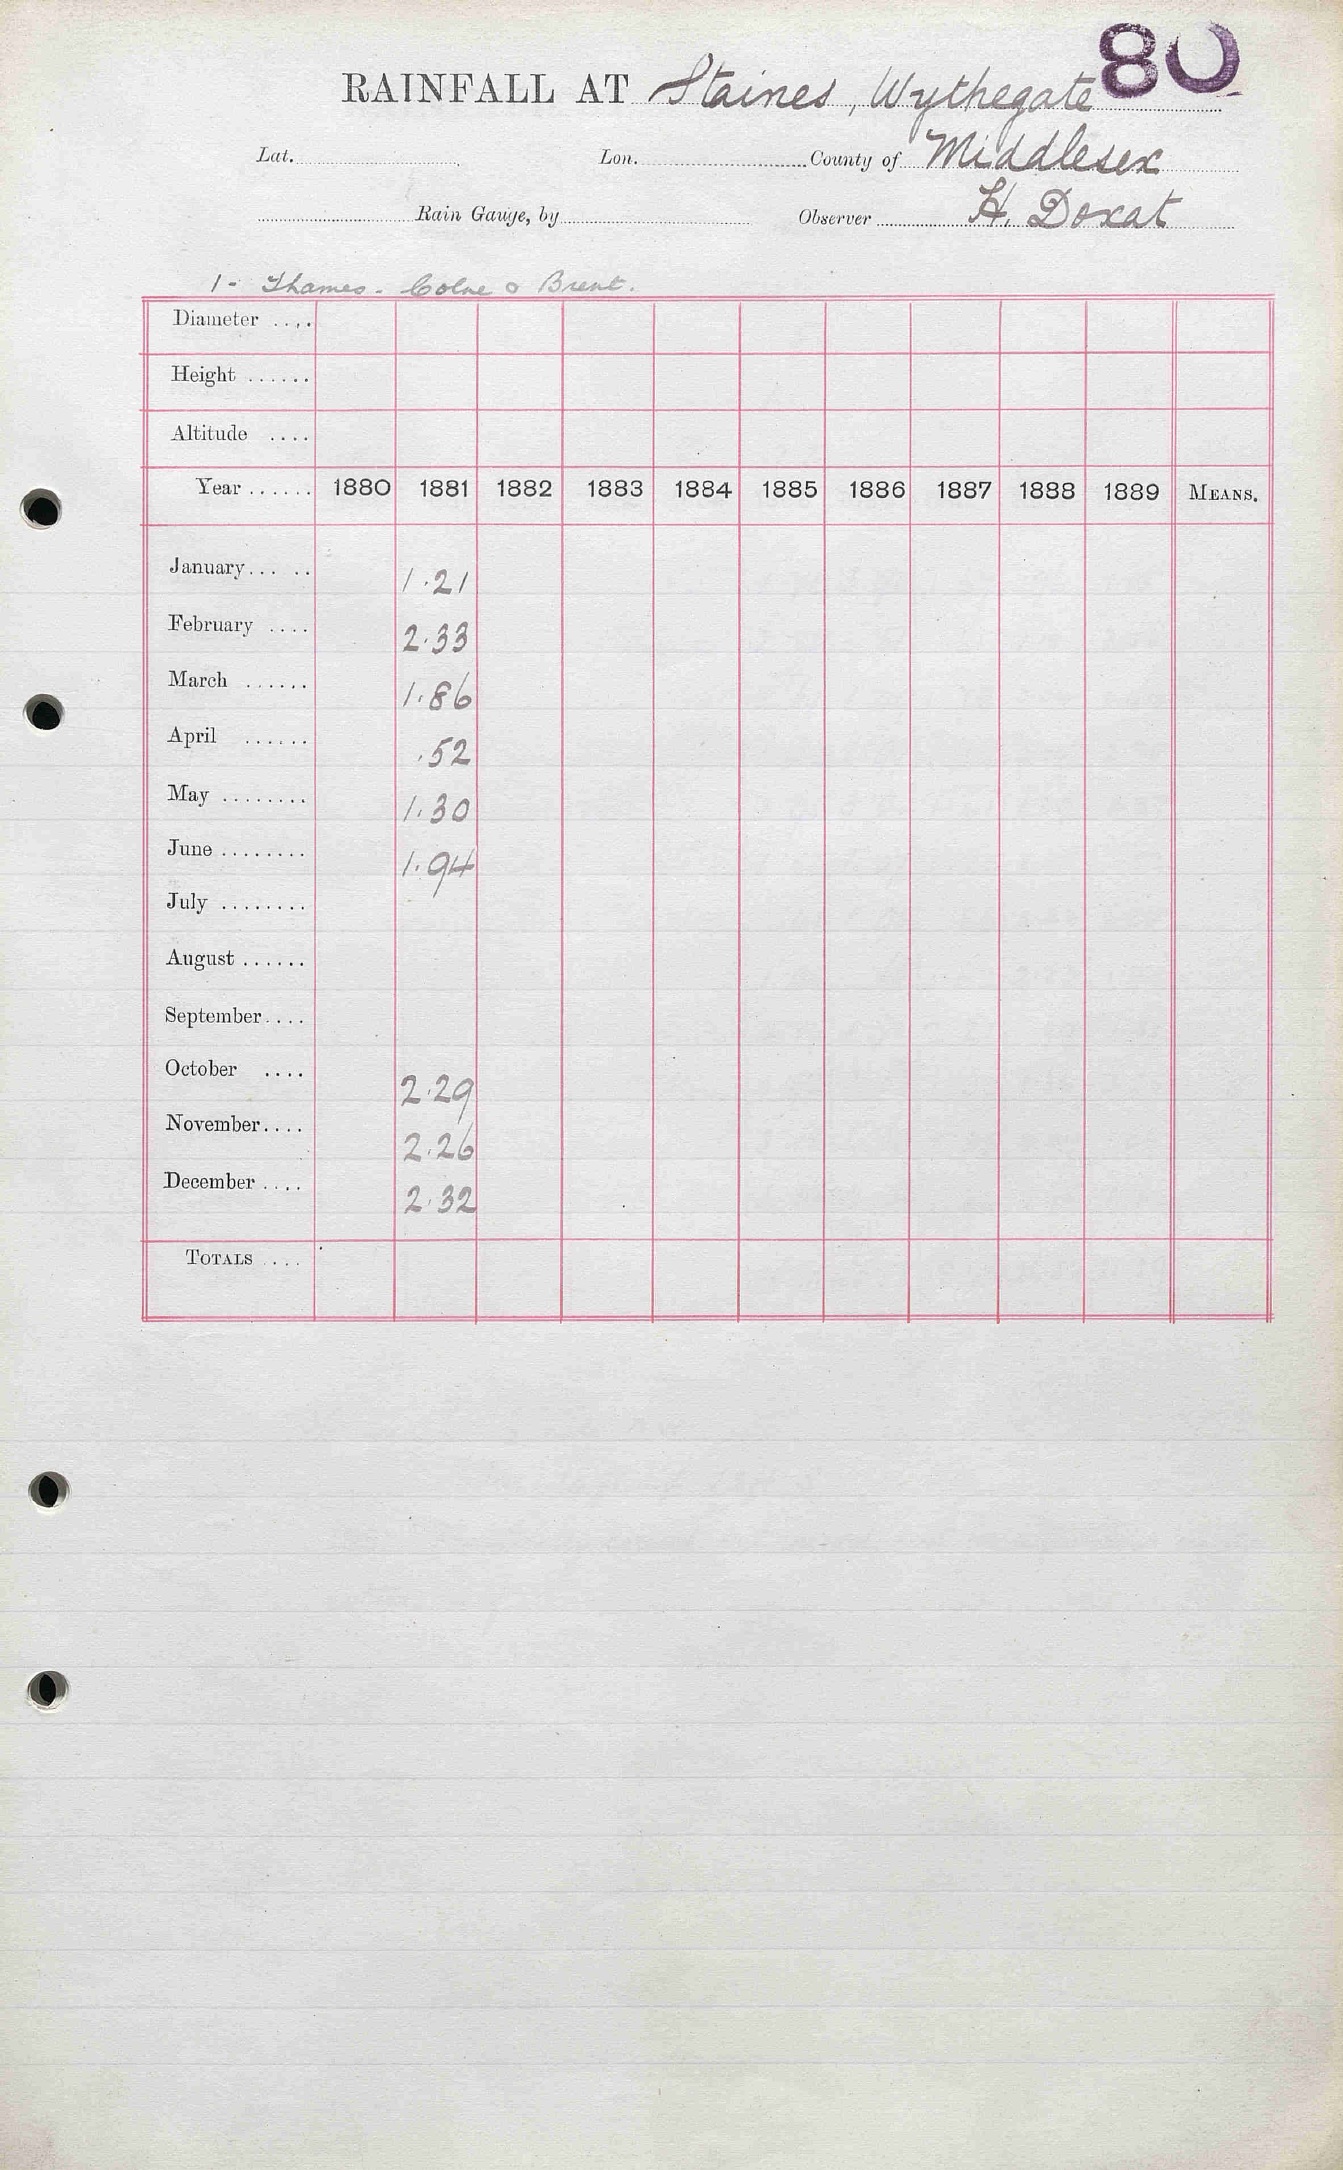 80
RAINFALL AT Staines, Wythegate
Lat. Lon. County of Middlesex
Rain Gauge, by Observer H. Doxat
1- Thames. Colne & Brent.
Diameter ....
Height ......
Altitude ....
Year ...... 1880 1881 1882 1883 1884 1885 1886 1887 1888 1889 MEANS.
January... .. 1.21
February .... 2.33
March ...... 1.86
April ...... .52
May ........ 1.30
June ........ 1.94
July ........
August ......
September....
October .... 2.29
November.... 2.26
December .... 2.32
TOTALS ....